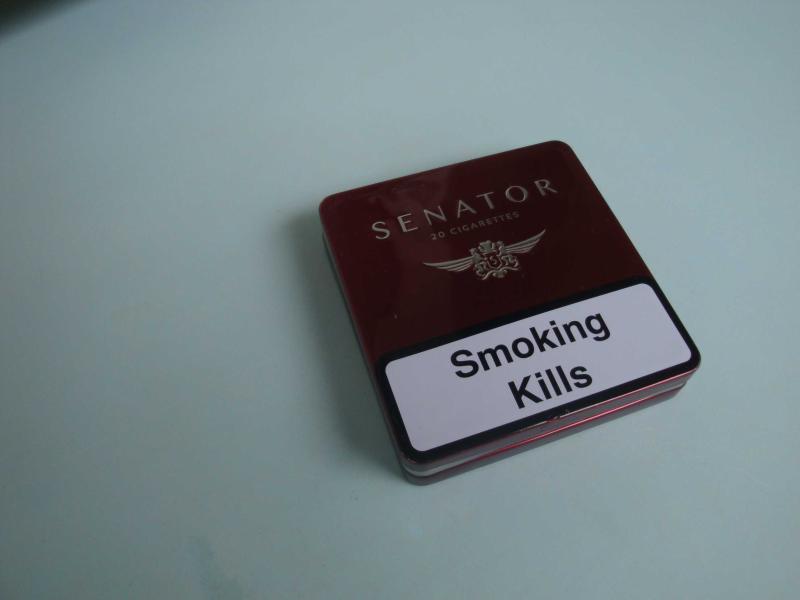 SENATOR
20 CIGARETTES
S
Smoking
Kills